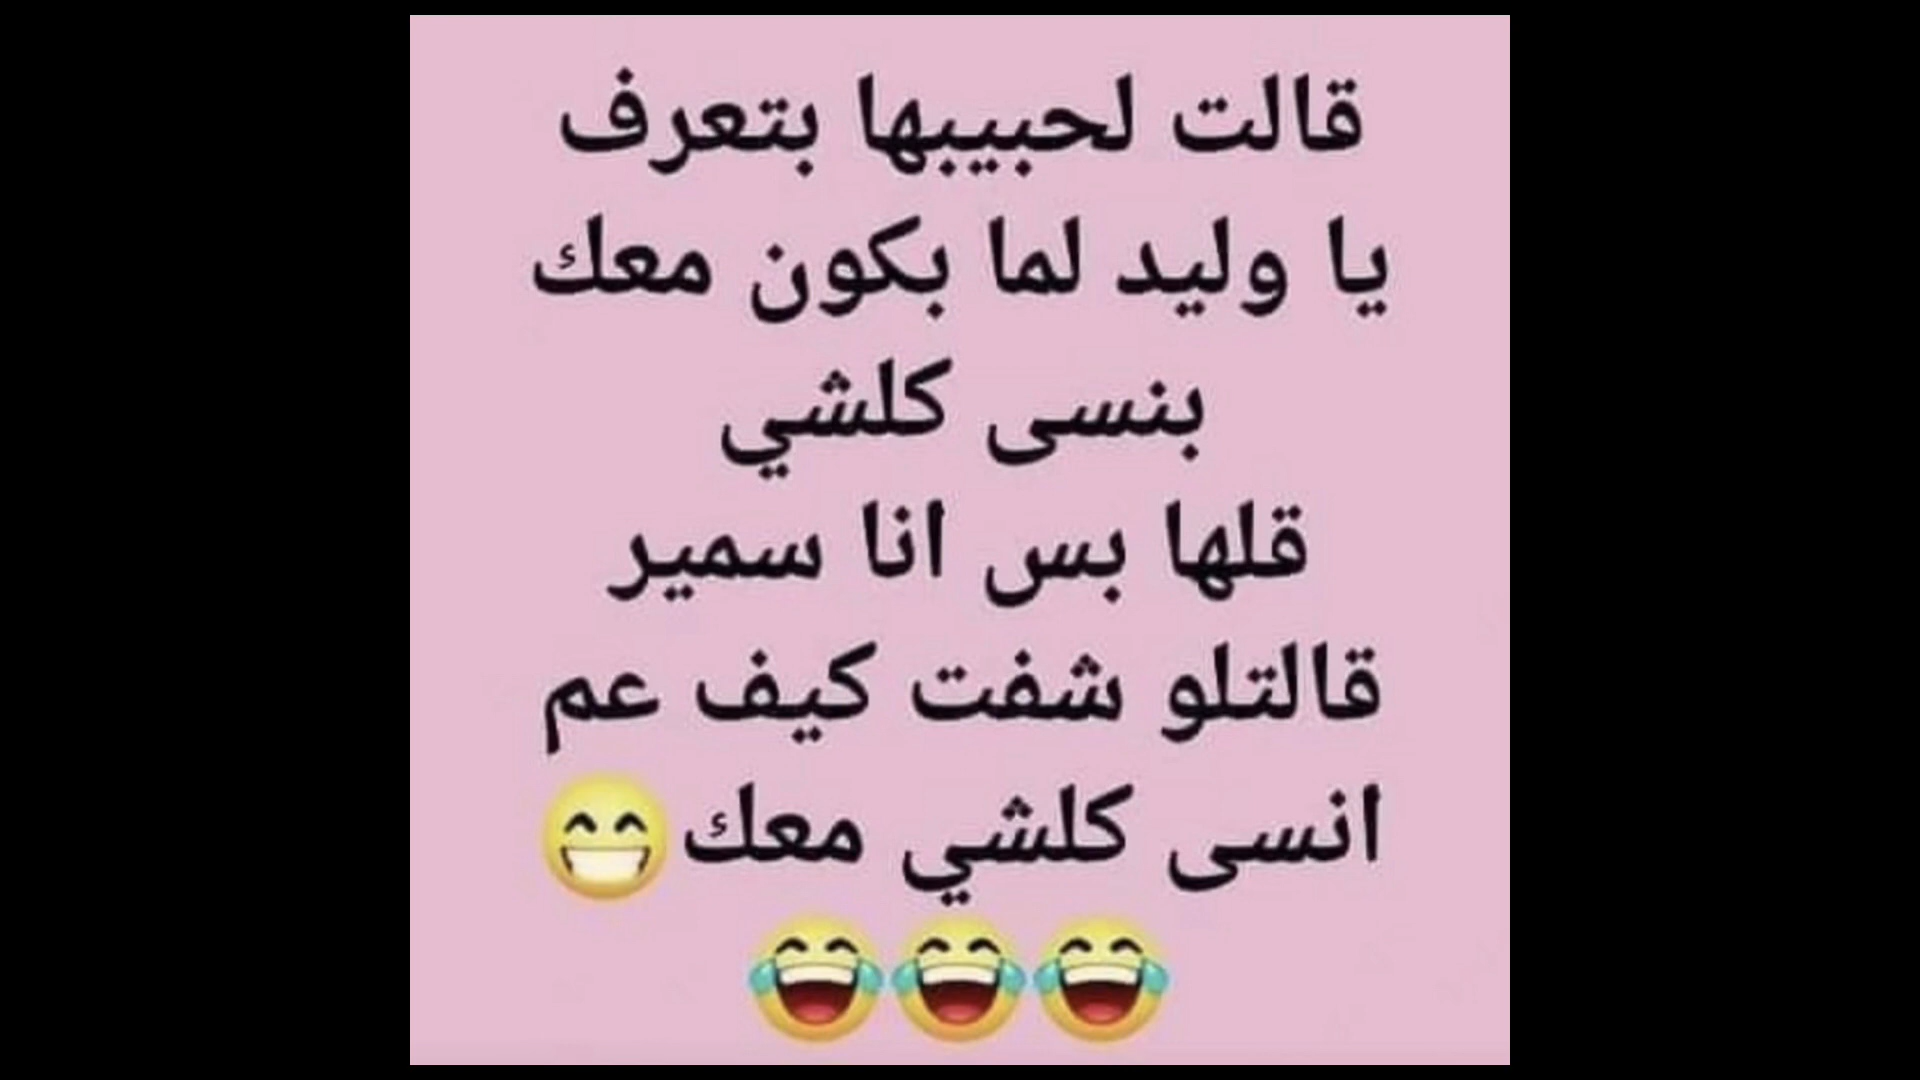 قالت لحبيبها بتعرف
يا وليد لما بكون معك
بنسى كلشي
قلها بس انا سمير
قالتلو شفت كيف عم
انسى كلشي معك😁
😂😂😂